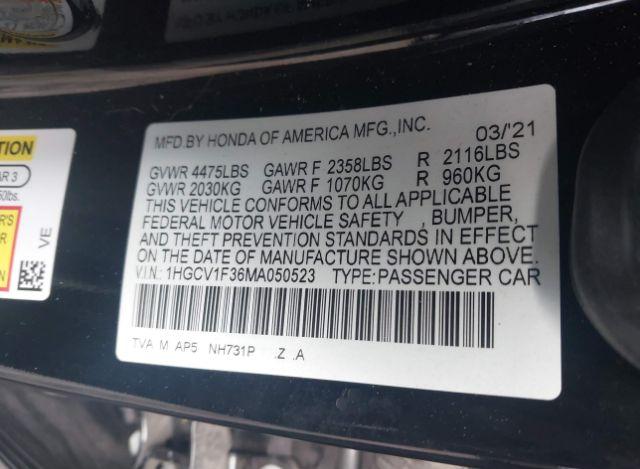 MFD.BY HONDA OF AMERICA MFG.,INC. 03/'21
GVWR 4475LBS GAWR F 2358LBS R 2116LBS
GVWR 2030KG GAWR F 1070KG R 960KG
THIS VEHICLE CONFORMS TO ALL APPLICABLE
FEDERAL MOTOR VEHICLE SAFETY , BUMPER,
AND THEFT PREVENTION STANDARDS IN EFFECT
ON THE DATE OF MANUFACTURE SHOWN ABOVE.
V.I.N: 1HGCV1F36MA050523 TYPE:PASSENGER CAR
TVA M AP5 NH731P .Z .A
VE